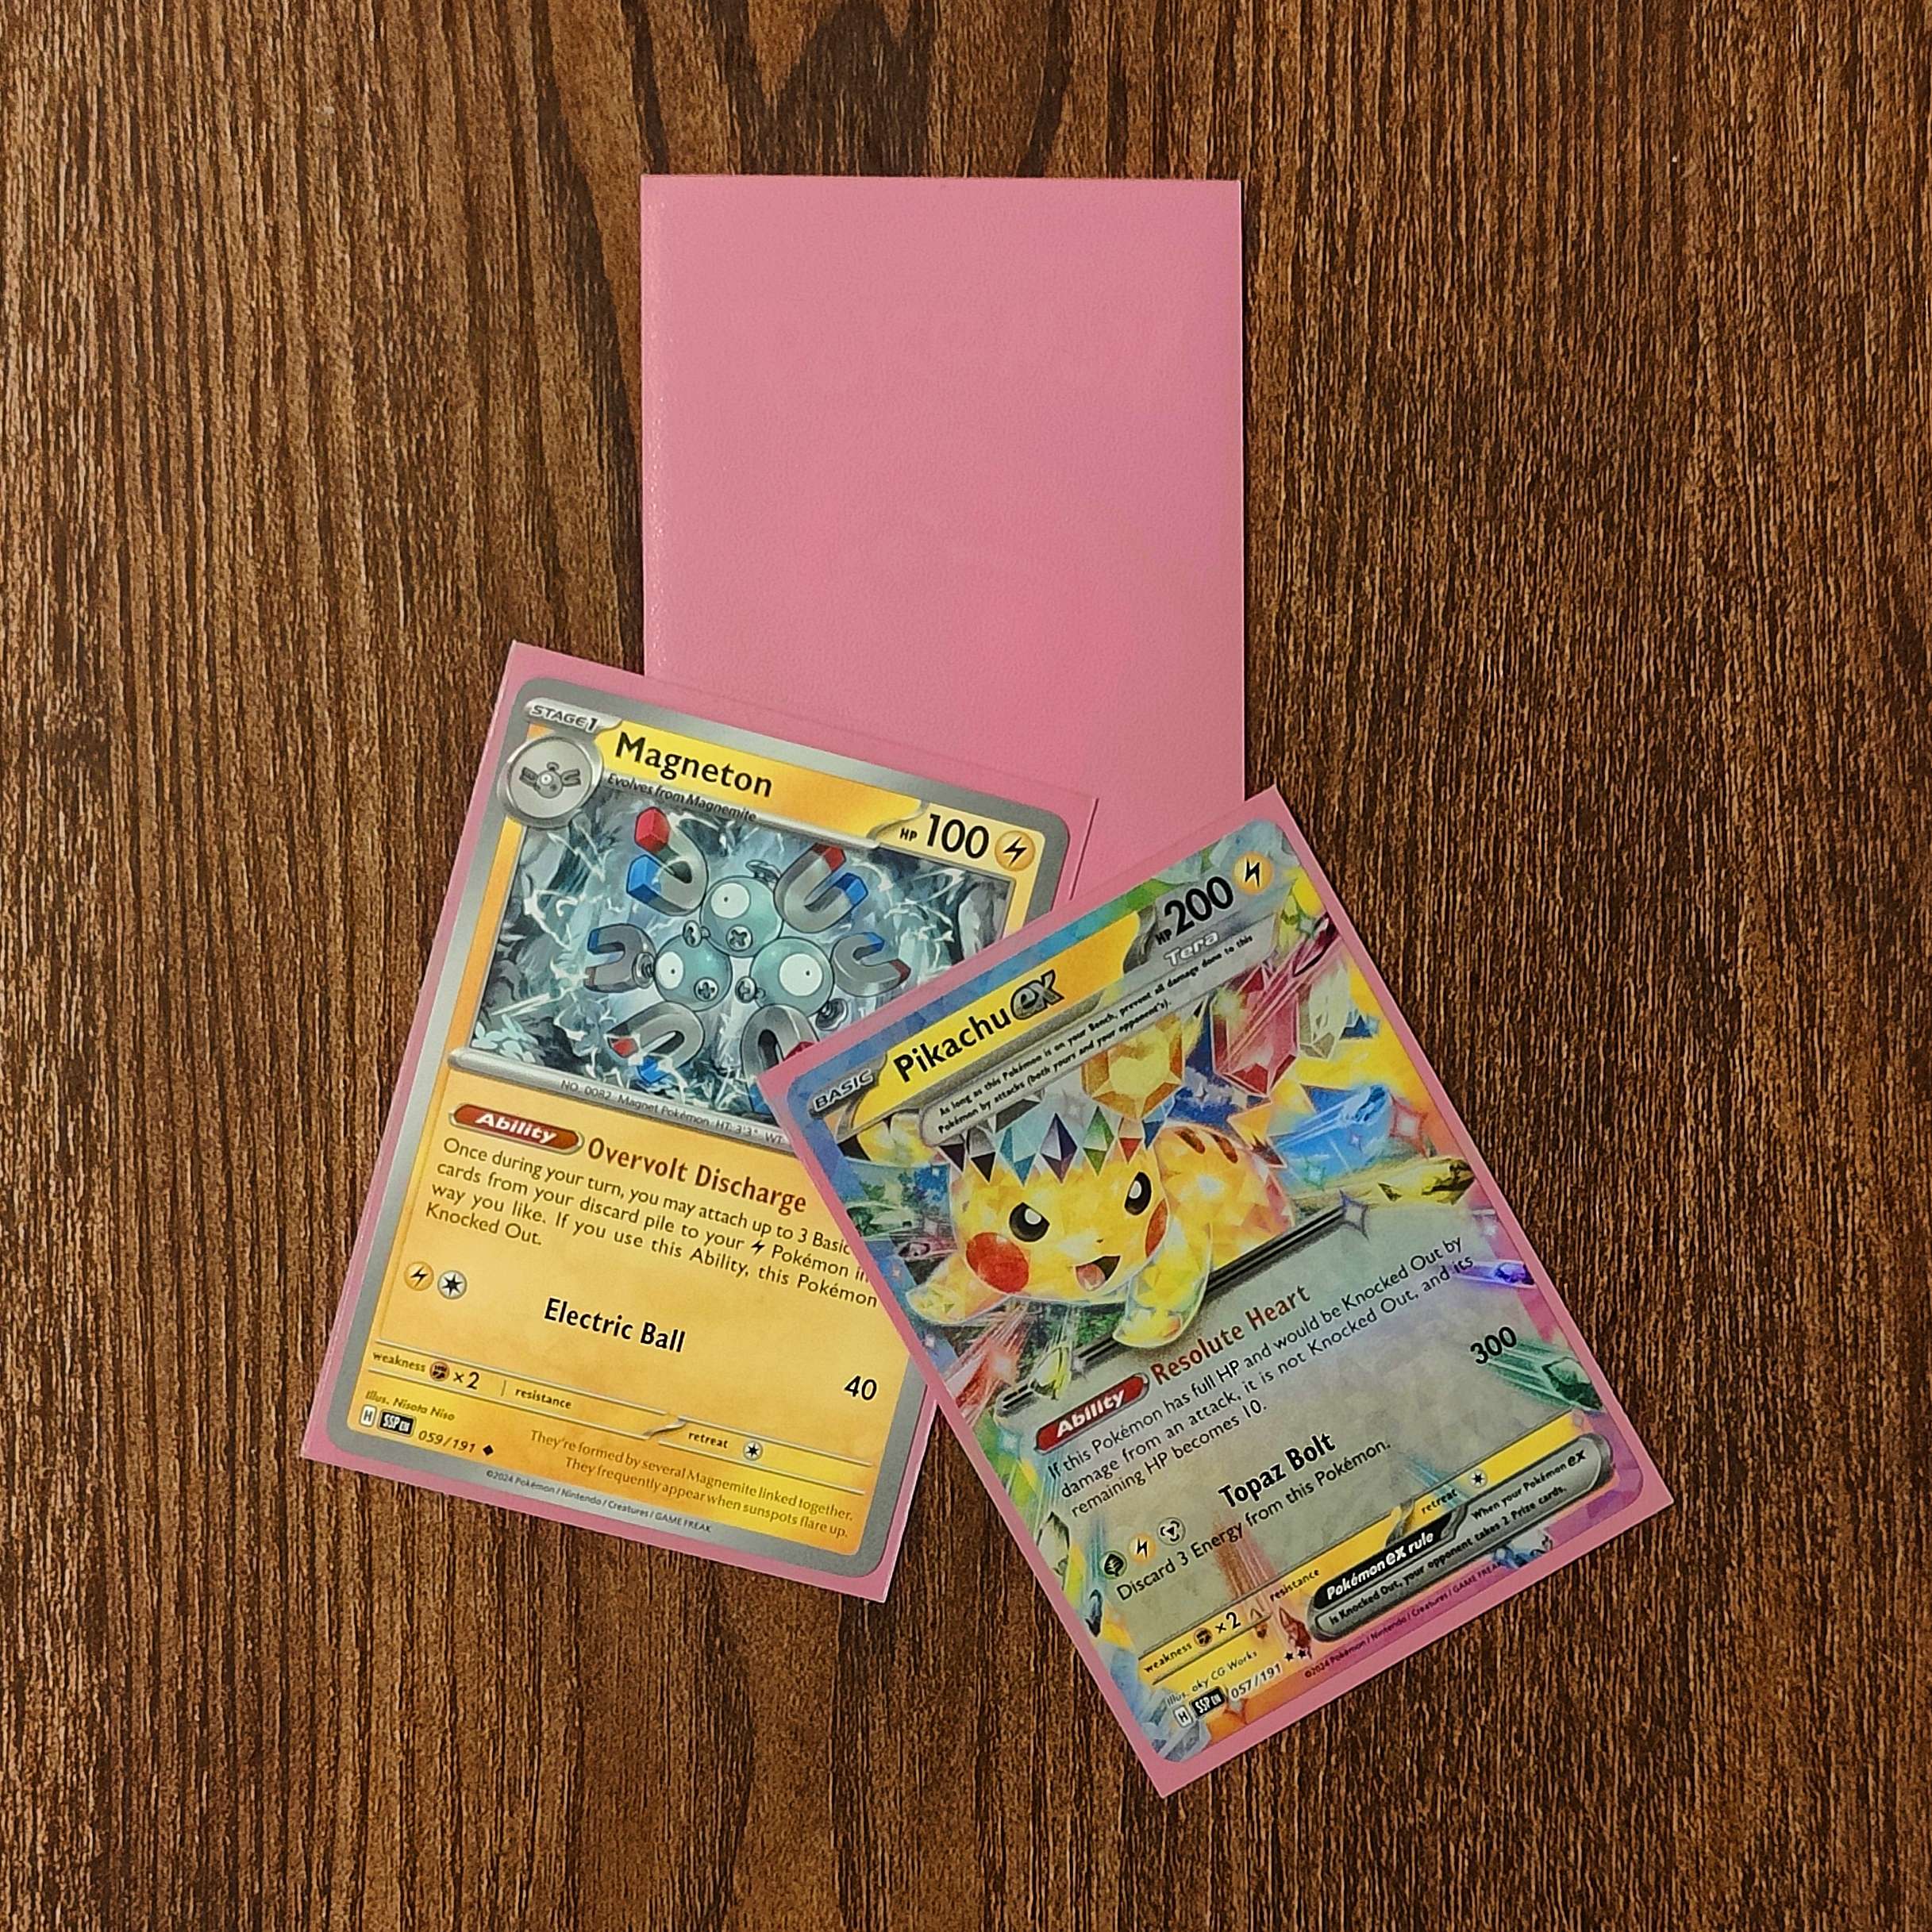 STAGE1
Magneton
Evolves from Magnemite
HP 100
NO. 0082 Magnet Pokémon HT: 3'3" WT
Ability Overvolt Discharge
Once during your turn, you may attach up to 3 Basic
cards from your discard pile to your Pokémon in
way you like. If you use this Ability, this Pokémon
Knocked Out.
Electric Ball
40
weakness ×2
resistance
retreat
Illus. Nisota Niso
H SSP EN 059/191
They're formed by several Magnemite linked together.
They frequently appear when sunspots flare up.
©2024 Pokémon / Nintendo / Creatures / GAME FREAK
BASIC
Pikachu ex
HP 200
Tera
As long as this Pokémon is on your Bench, prevent all damage done to this
Pokémon by attacks (both yours and your opponent's).
Ability Resolute Heart
If this Pokémon has full HP and would be Knocked Out by
damage from an attack, it is not Knocked Out, and its
remaining HP becomes 10.
Topaz Bolt
300
Discard 3 Energy from this Pokémon.
weakness ×2
resistance
retreat
Pokémon ex rule
When your Pokémon ex
is Knocked Out, your opponent takes 2 Prize cards.
Illus. oky CG Works
H SSP EN 057/191
©2024 Pokémon / Nintendo / Creatures / GAME FREAK